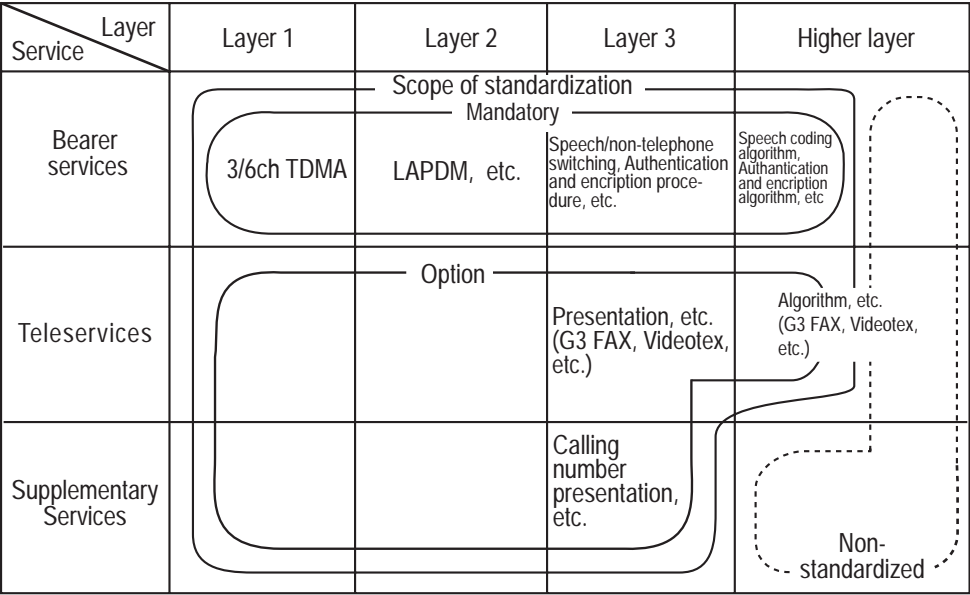 Layer
Service
Layer 1
Layer 2
Layer 3
Higher layer
Scope of standardization
Mandatory
Bearer
services
3/6ch TDMA
LAPDM, etc.
Speech/non-telephone
switching, Authentication
and encription proce-
dure, etc.
Speech coding
algorithm,
Authantication
and encription
algorithm, etc
Option
Teleservices
Presentation, etc.
(G3 FAX, Videotex,
etc.)
Algorithm, etc.
(G3 FAX, Videotex,
etc.)
Supplementary
Services
Calling
number
presentation,
etc.
Non-
standardized